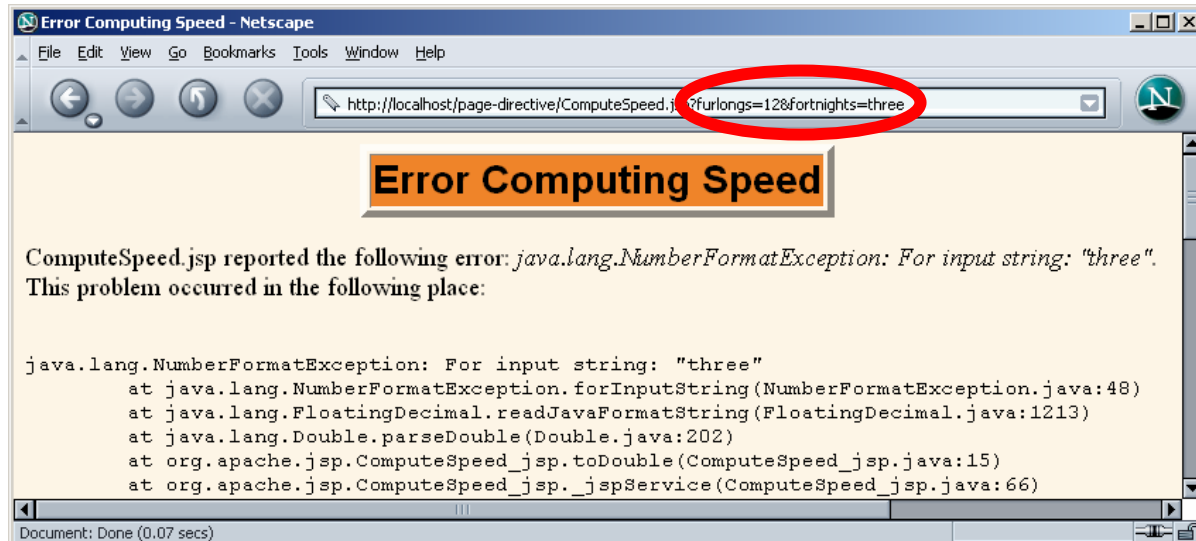 Error Computing Speed - Netscape
File Edit View Go Bookmarks Tools Window Help
http://localhost/page-directive/ComputeSpeed.jsp?furlongs=12&fortnights=three
N
Error Computing Speed
ComputeSpeed.jsp reported the following error: java.lang.NumberFormatException: For input string: "three".
This problem occurred in the following place:
java.lang.NumberFormatException: For input string: "three"
at java.lang.NumberFormatException.forInputString(NumberFormatException.java:48)
at java.lang.FloatingDecimal.readJavaFormatString(FloatingDecimal.java:1213)
at java.lang.Double.parseDouble(Double.java:202)
at org.apache.jsp.ComputeSpeed_jsp.toDouble(ComputeSpeed_jsp.java:15)
at org.apache.jsp.ComputeSpeed_jsp._jspService(ComputeSpeed_jsp.java:66)
Document: Done (0.07 secs)